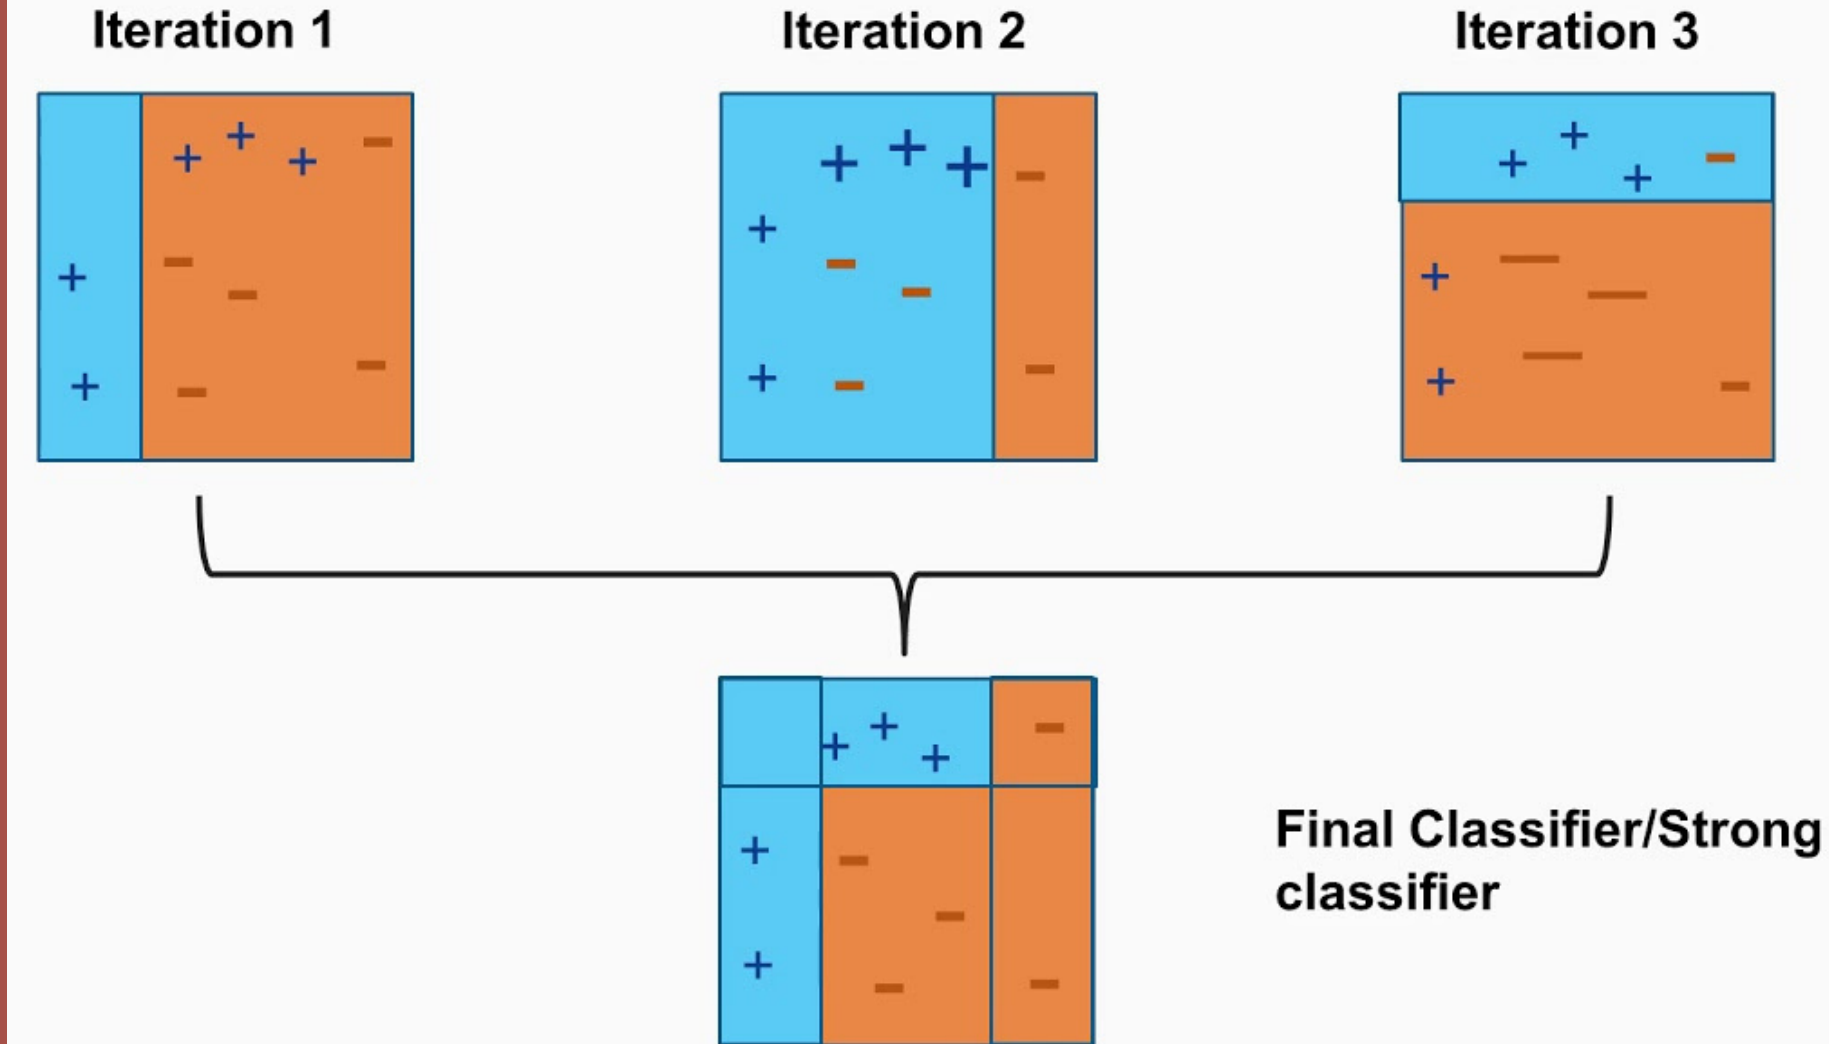 Iteration 1
Iteration 2
Iteration 3
Final Classifier/Strong
classifier